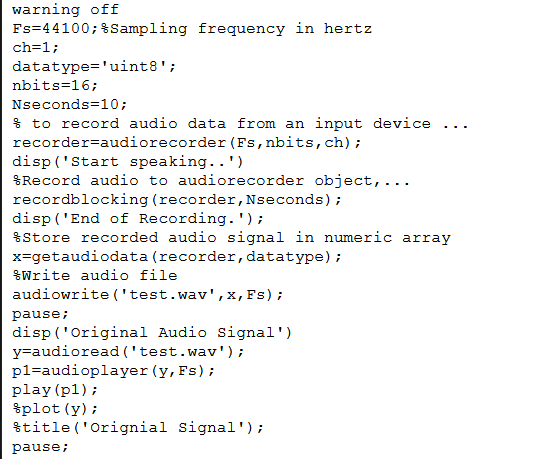 warning off
Fs=44100;%Sampling frequency in hertz
ch=1;
datatype='uint8';
nbits=16;
Nseconds=10;
% to record audio data from an input device ...
recorder=audiorecorder(Fs,nbits,ch);
disp('Start speaking..')
%Record audio to audiorecorder object,...
recordblocking(recorder,Nseconds);
disp('End of Recording.');
%Store recorded audio signal in numeric array
x=getaudiodata(recorder,datatype);
%Write audio file
audiowrite('test.wav',x,Fs);
pause;
disp('Original Audio Signal')
y=audioread('test.wav');
p1=audioplayer(y,Fs);
play(p1);
%plot(y);
%title('Orignial Signal');
pause;